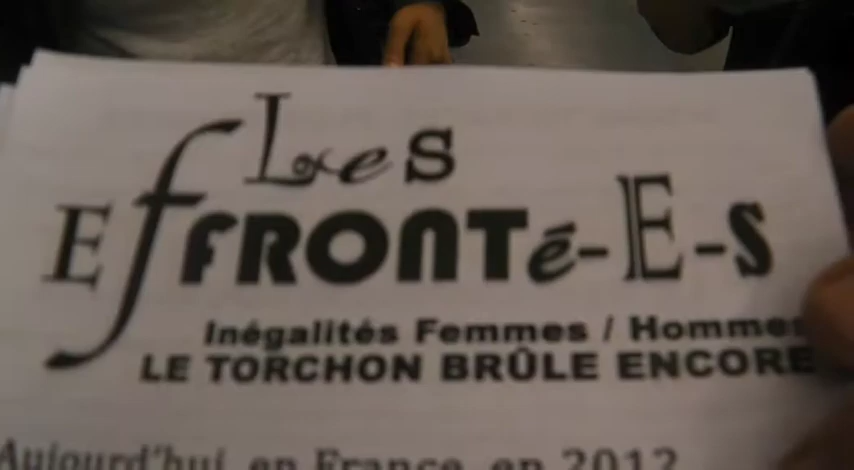 Les
EffRONTé-E-S
Inégalités Femmes / Hommes
LE TORCHON BRÛLE ENCORE
Aujourd'hui, en France, en 2012